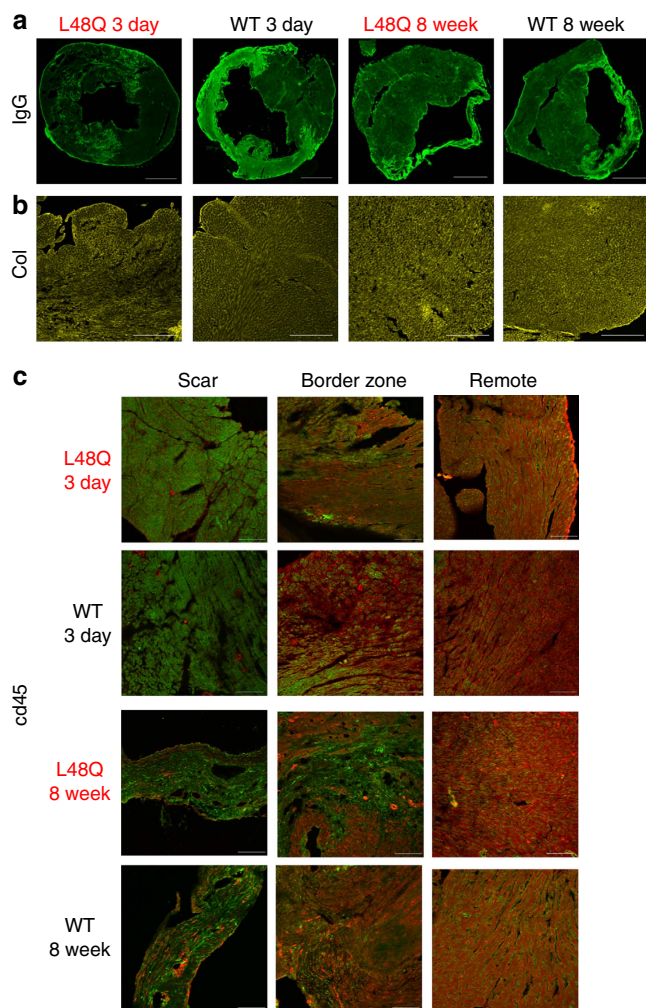 a
L48Q 3 day
WT 3 day
L48Q 8 week
WT 8 week
IgG
b
Col
c
Scar
Border zone
Remote
cd45
L48Q
3 day
WT
3 day
L48Q
8 week
WT
8 week